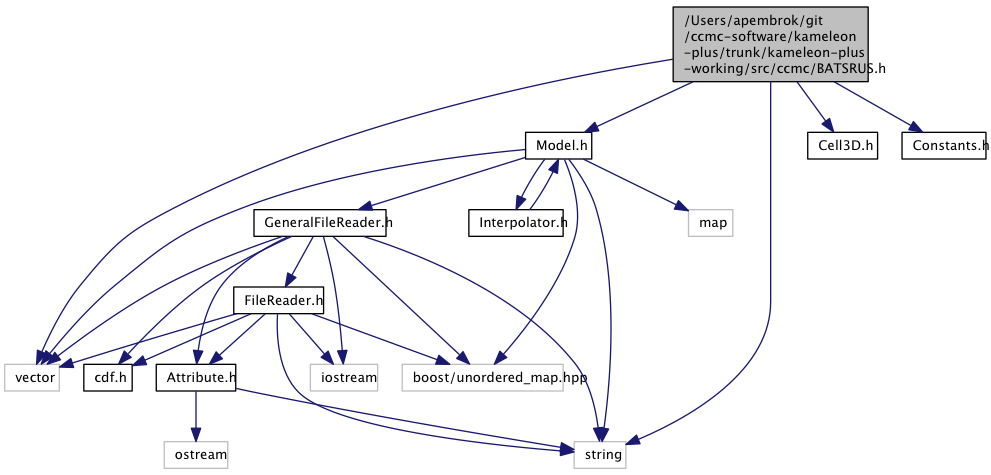 /Users/apembrok/git
/ccmc-software/kameleon
-plus/trunk/kameleon-plus
-working/src/ccmc/BATSRUS.h
Model.h
Cell3D.h
Constants.h
GeneralFileReader.h
Interpolator.h
map
FileReader.h
vector
cdf.h
Attribute.h
iostream
boost/unordered_map.hpp
ostream
string